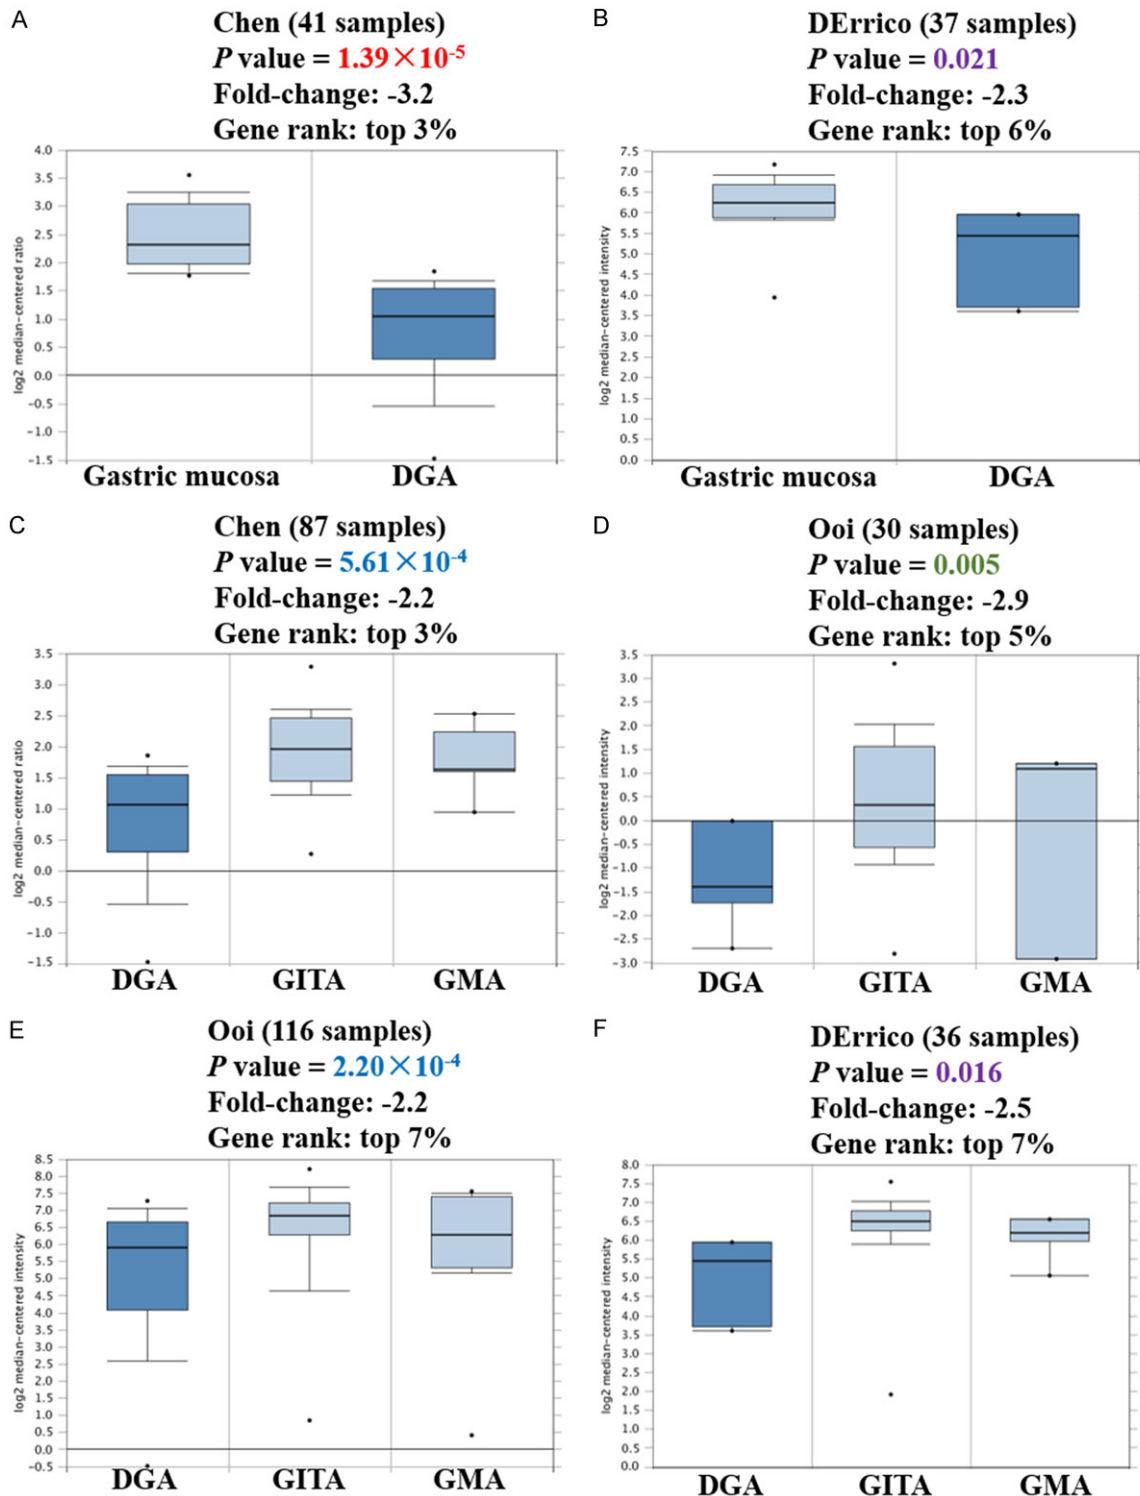 A
Chen (41 samples)
P value = 1.39×10-5
Fold-change: -3.2
Gene rank: top 3%
4.0
3.5
3.0
2.5
2.0
1.5
1.0
0.5
0.0
-0.5
-1.0
-1.5
log2 median-centered ratio
Gastric mucosa DGA
B
DErrico (37 samples)
P value = 0.021
Fold-change: -2.3
Gene rank: top 6%
7.5
7.0
6.5
6.0
5.5
5.0
4.5
4.0
3.5
3.0
2.5
2.0
1.5
1.0
0.5
0.0
log2 median-centered intensity
Gastric mucosa DGA
C
Chen (87 samples)
P value = 5.61×10-4
Fold-change: -2.2
Gene rank: top 3%
3.5
3.0
2.5
2.0
1.5
1.0
0.5
0.0
-0.5
-1.0
-1.5
log2 median-centered ratio
DGA GITA GMA
D
Ooi (30 samples)
P value = 0.005
Fold-change: -2.9
Gene rank: top 5%
3.5
3.0
2.5
2.0
1.5
1.0
0.5
0.0
-0.5
-1.0
-1.5
-2.0
-2.5
-3.0
log2 median-centered intensity
DGA GITA GMA
E
Ooi (116 samples)
P value = 2.20×10-4
Fold-change: -2.2
Gene rank: top 7%
8.5
8.0
7.5
7.0
6.5
6.0
5.5
5.0
4.5
4.0
3.5
3.0
2.5
2.0
1.5
1.0
0.5
0.0
-0.5
log2 median-centered intensity
DGA GITA GMA
F
DErrico (36 samples)
P value = 0.016
Fold-change: -2.5
Gene rank: top 7%
8.0
7.5
7.0
6.5
6.0
5.5
5.0
4.5
4.0
3.5
3.0
2.5
2.0
1.5
1.0
0.5
0.0
log2 median-centered intensity
DGA GITA GMA